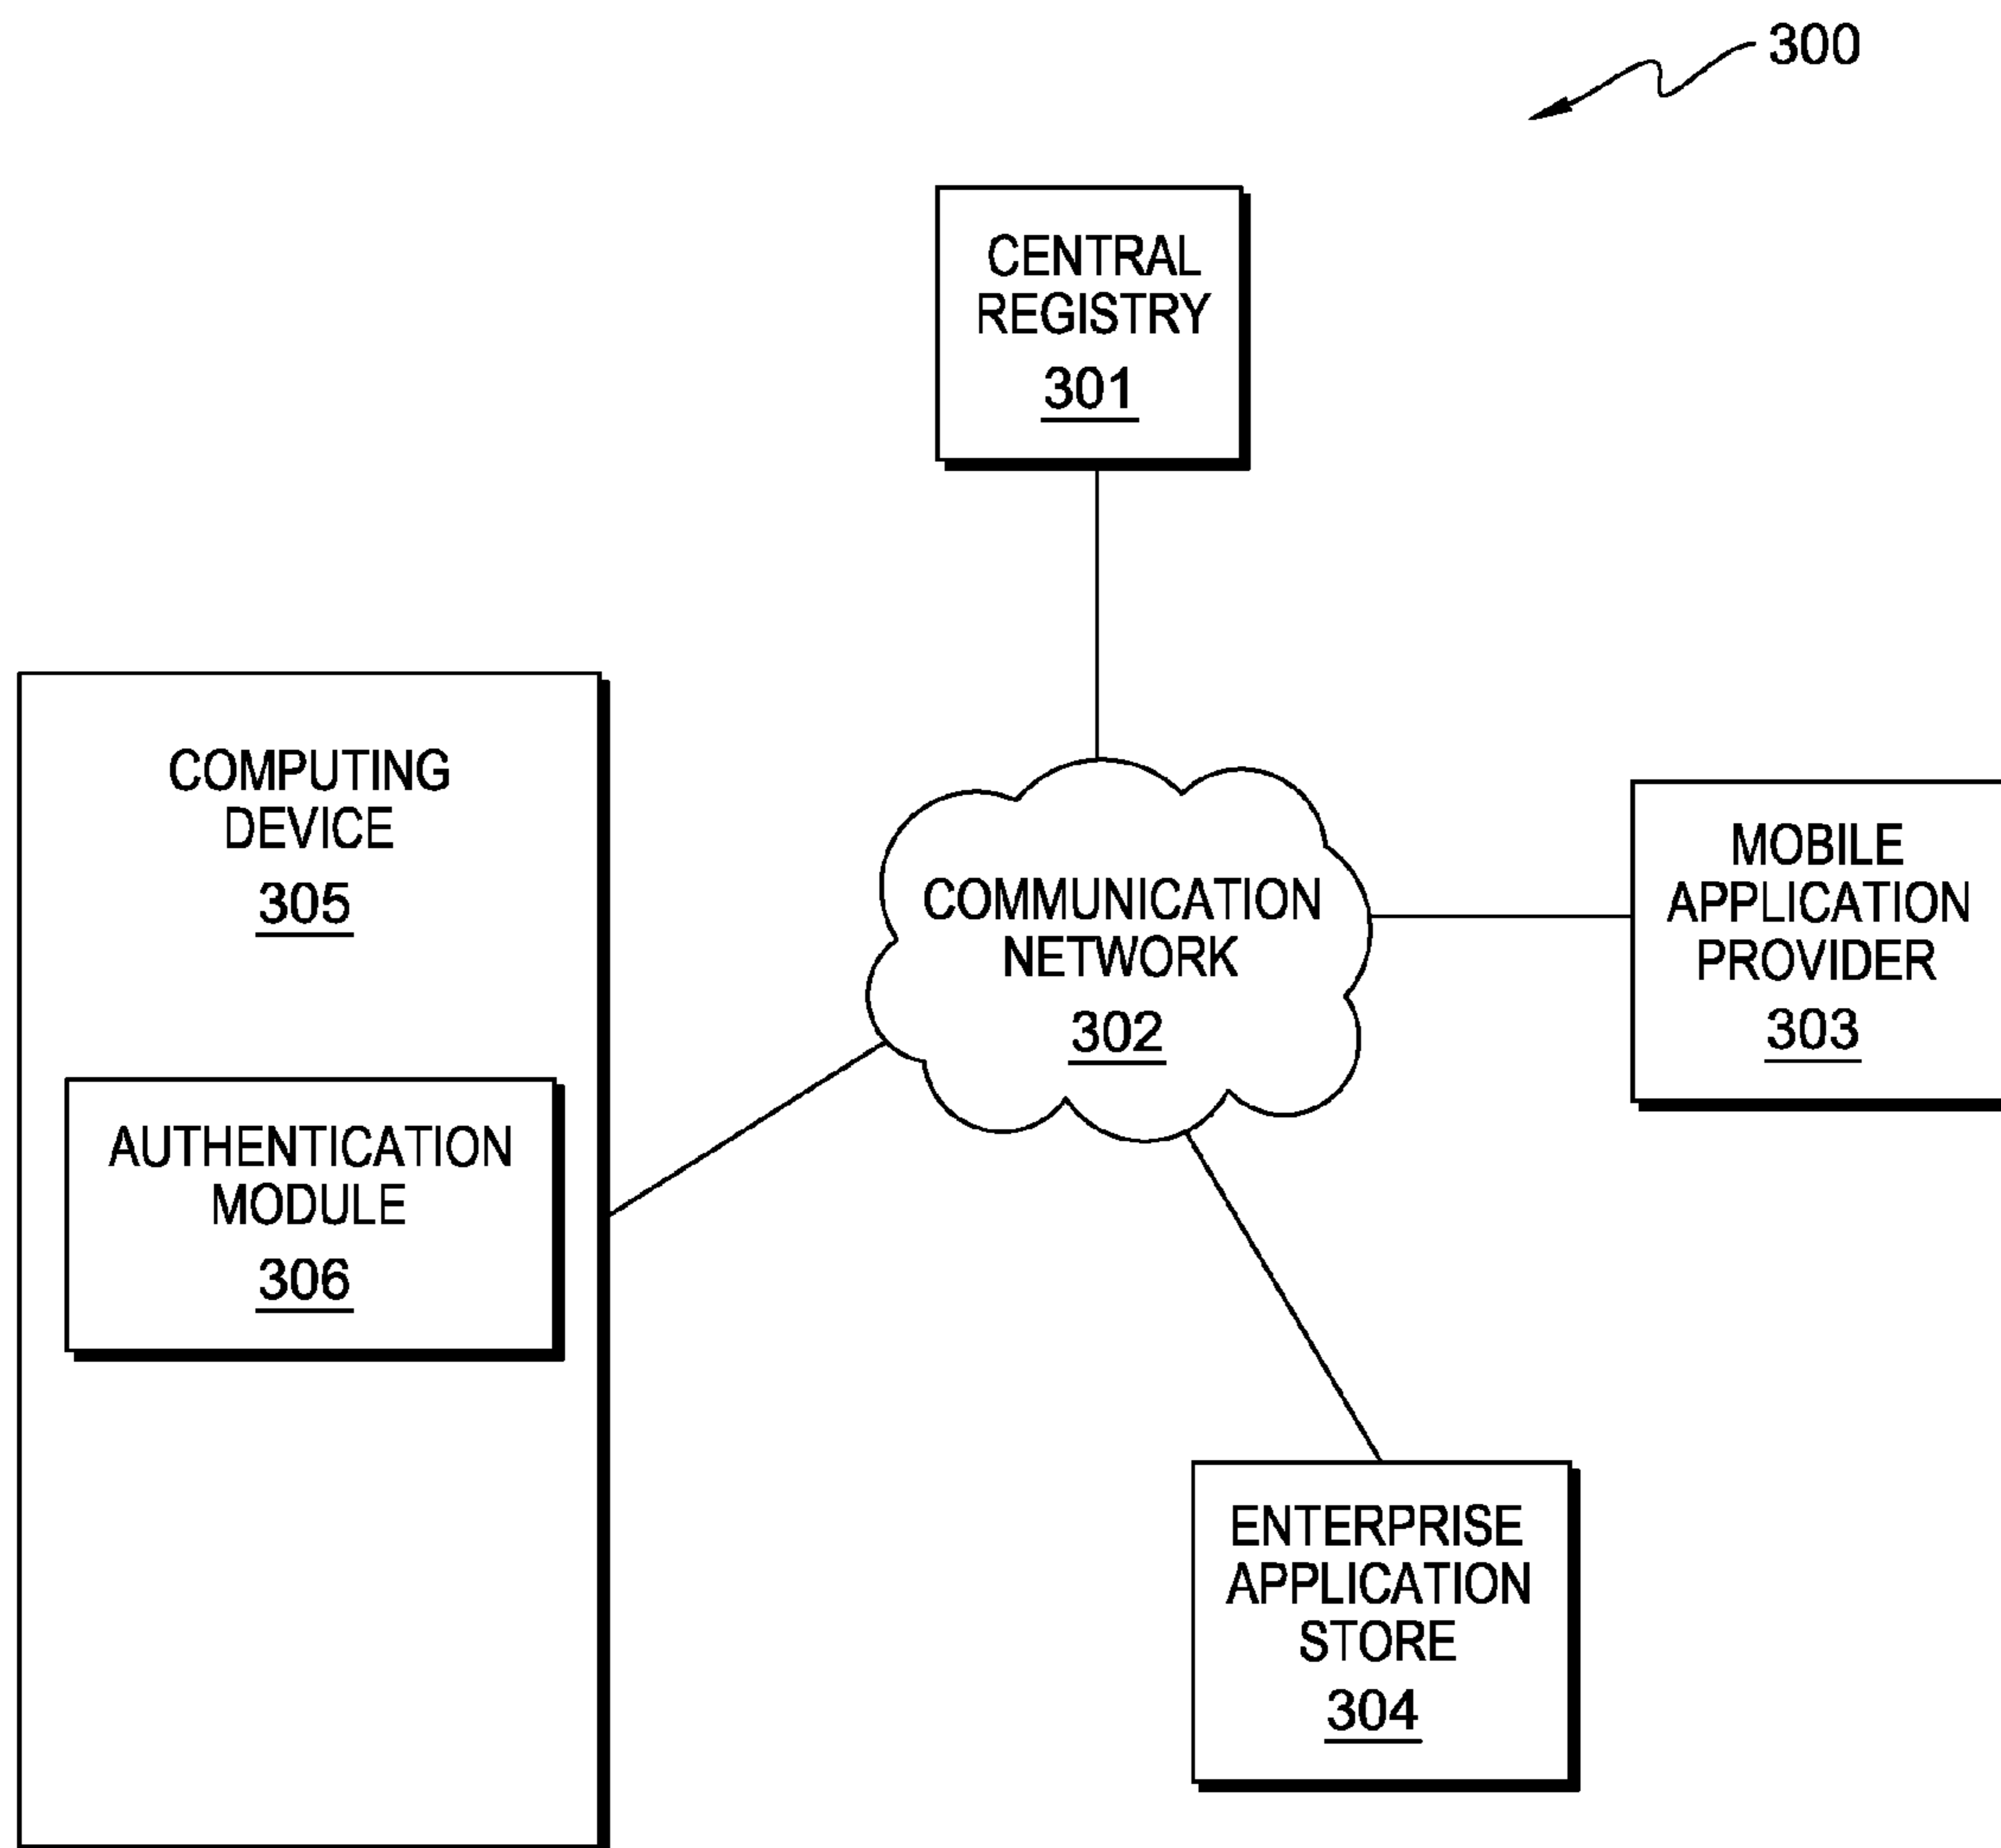 300
CENTRAL
REGISTRY
301
COMPUTING
DEVICE
305
COMMUNICATION
NETWORK
302
MOBILE
APPLICATION
PROVIDER
303
AUTHENTICATION
MODULE
306
ENTERPRISE
APPLICATION
STORE
304